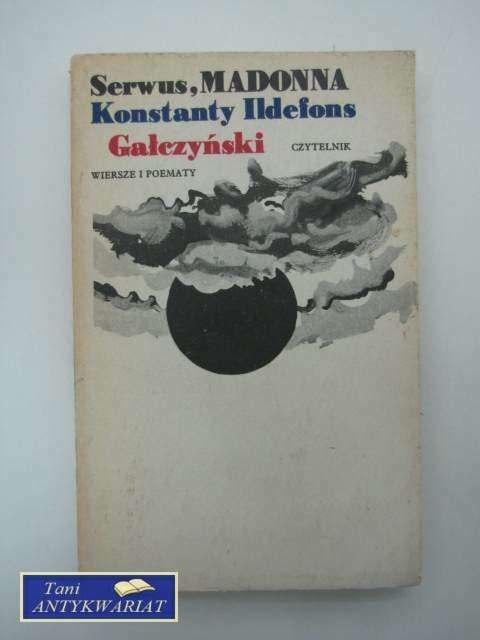 Serwus, MADONNA
Konstanty Ildefons
Gałczyński
CZYTELNIK
WIERSZE I POEMATY
Tani
ANTYKWARIAT